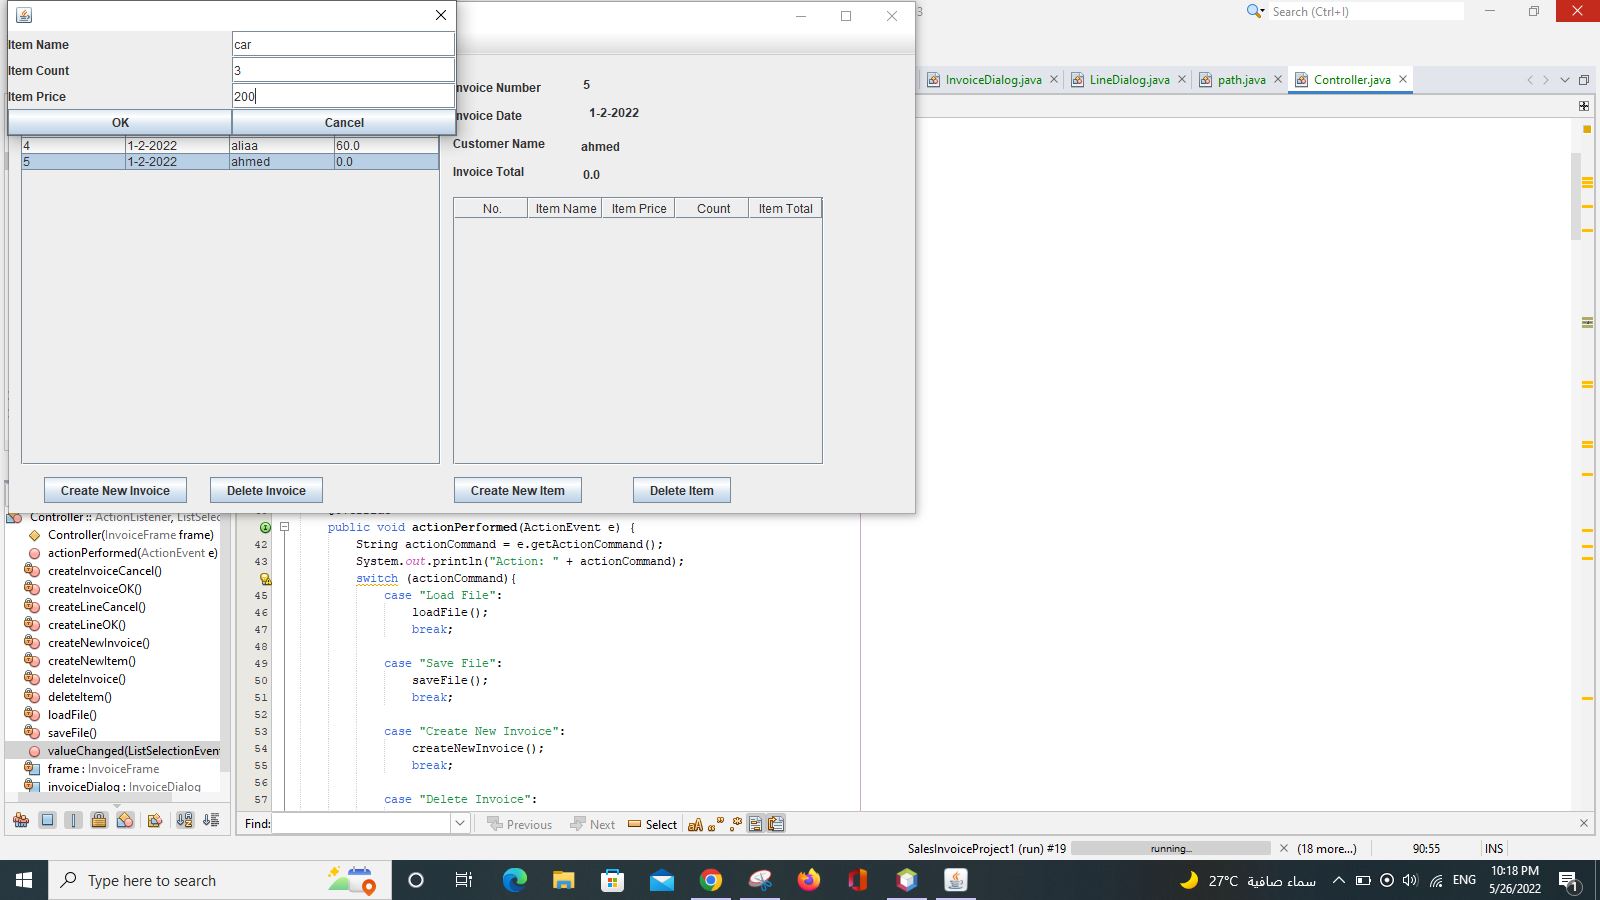 Item Name car
Item Count 3
Item Price 200
OK Cancel
4 1-2-2022 aliaa 60.0
5 1-2-2022 ahmed 0.0
Invoice Number 5
Invoice Date 1-2-2022
Customer Name ahmed
Invoice Total 0.0
No. Item Name Item Price Count Item Total
Create New Invoice Delete Invoice Create New Item Delete Item
Search (Ctrl+I)
InvoiceDialog.java LineDialog.java path.java Controller.java
Controller :: ActionListener, ListSelec
Controller(InvoiceFrame frame)
actionPerformed(ActionEvent e)
createInvoiceCancel()
createInvoiceOK()
createLineCancel()
createLineOK()
createNewInvoice()
createNewItem()
deleteInvoice()
deleteItem()
loadFile()
saveFile()
valueChanged(ListSelectionEven
frame : InvoiceFrame
invoiceDialog : InvoiceDialog
public void actionPerformed(ActionEvent e) {
42 String actionCommand = e.getActionCommand();
43 System.out.println("Action: " + actionCommand);
switch (actionCommand){
45 case "Load File":
46 loadFile();
47 break;
48
49 case "Save File":
50 saveFile();
51 break;
52
53 case "Create New Invoice":
54 createNewInvoice();
55 break;
56
57 case "Delete Invoice":
Find: Previous Next Select
SalesInvoiceProject1 (run) #19 running... (18 more...) 90:55 INS
Type here to search
27°C سماء صافية
ENG
10:18 PM
5/26/2022
1